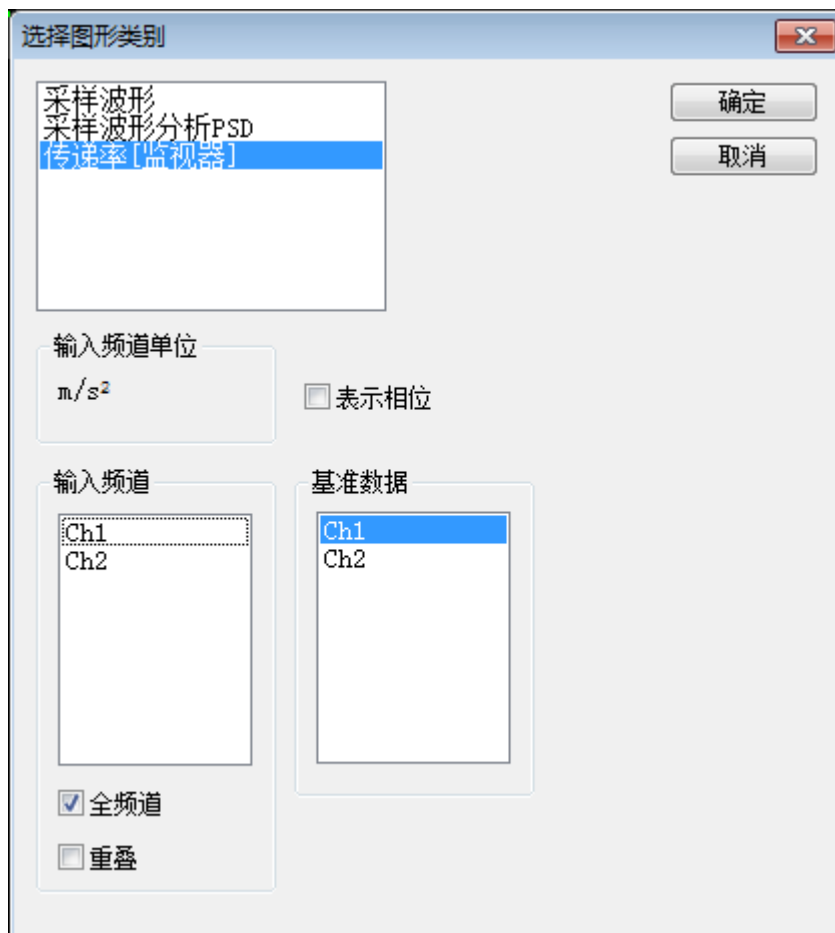 选择图形类别
采样波形
采样波形分析PSD
传递率[监视器]
确定
取消
输入频道单位
m/s²
表示相位
输入频道
Ch1
Ch2
全频道
重叠
基准数据
Ch1
Ch2